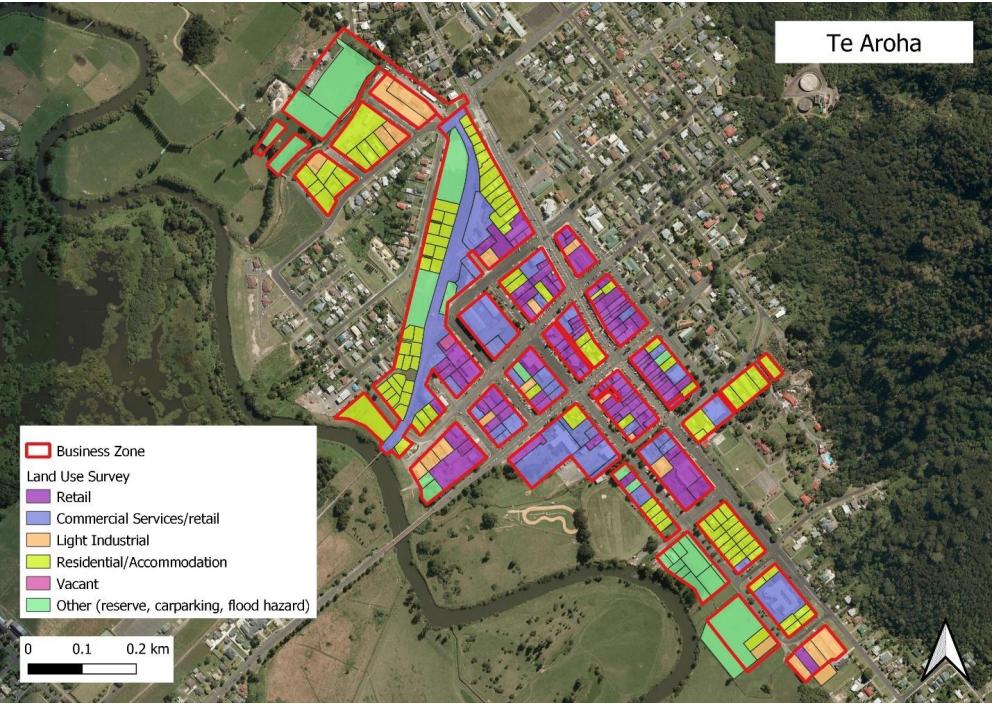 Te Aroha
Business Zone
Land Use Survey
Retail
Commercial Services/retail
Light Industrial
Residential/Accommodation
Vacant
Other (reserve, carparking, flood hazard)
0 0.1 0.2 km